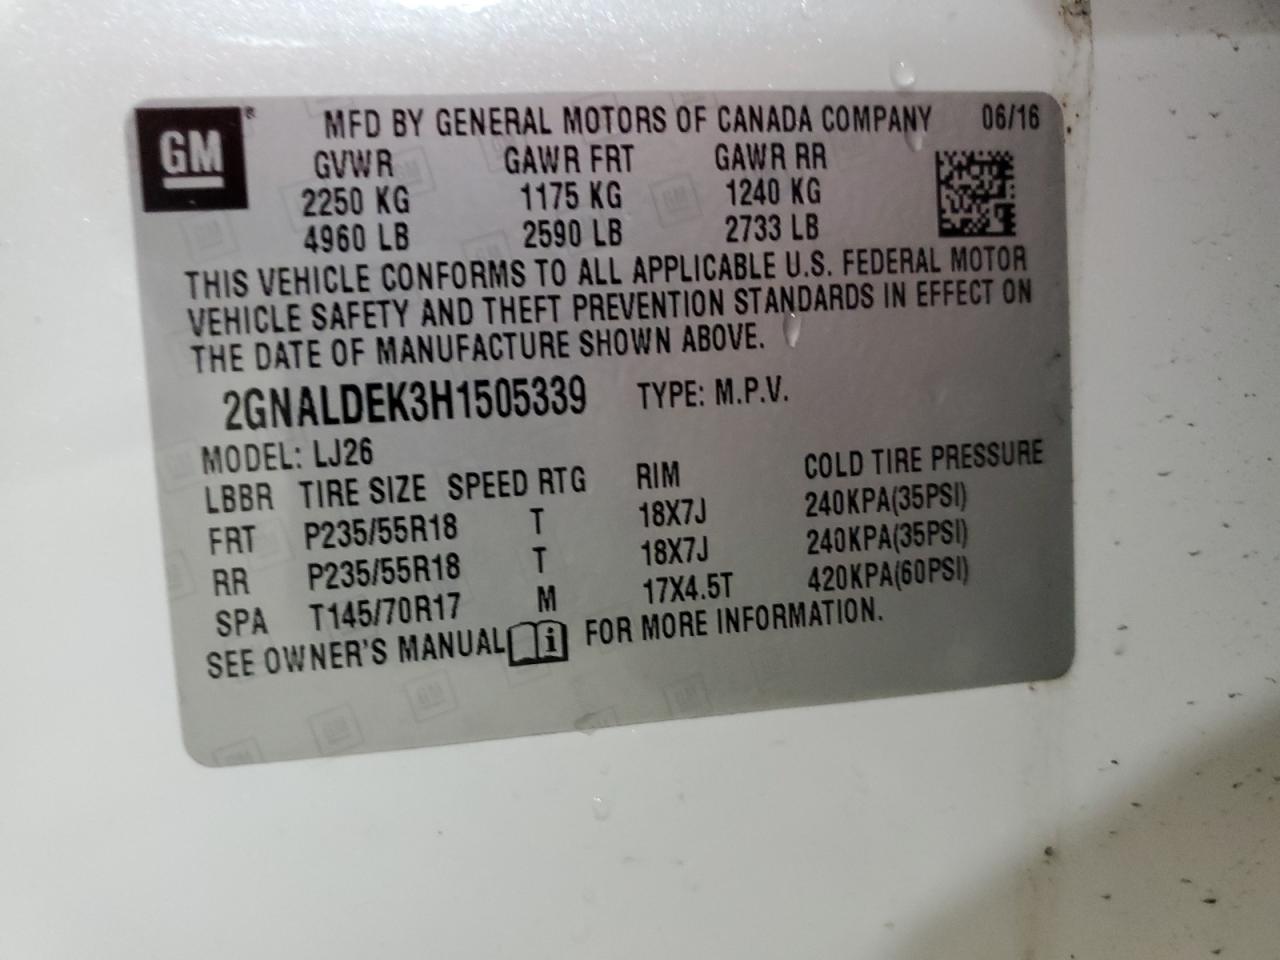 GM® MFD BY GENERAL MOTORS OF CANADA COMPANY 06/16
GVWR GAWR FRT GAWR RR
2250 KG 1175 KG 1240 KG
4960 LB 2590 LB 2733 LB
THIS VEHICLE CONFORMS TO ALL APPLICABLE U.S. FEDERAL MOTOR
VEHICLE SAFETY AND THEFT PREVENTION STANDARDS IN EFFECT ON
THE DATE OF MANUFACTURE SHOWN ABOVE.
2GNALDEK3H1505339 TYPE: M.P.V.
MODEL: LJ26
LBBR TIRE SIZE SPEED RTG RIM COLD TIRE PRESSURE
FRT P235/55R18 T 18X7J 240KPA(35PSI)
RR P235/55R18 T 18X7J 240KPA(35PSI)
SPA T145/70R17 M 17X4.5T 420KPA(60PSI)
SEE OWNER'S MANUAL i FOR MORE INFORMATION.